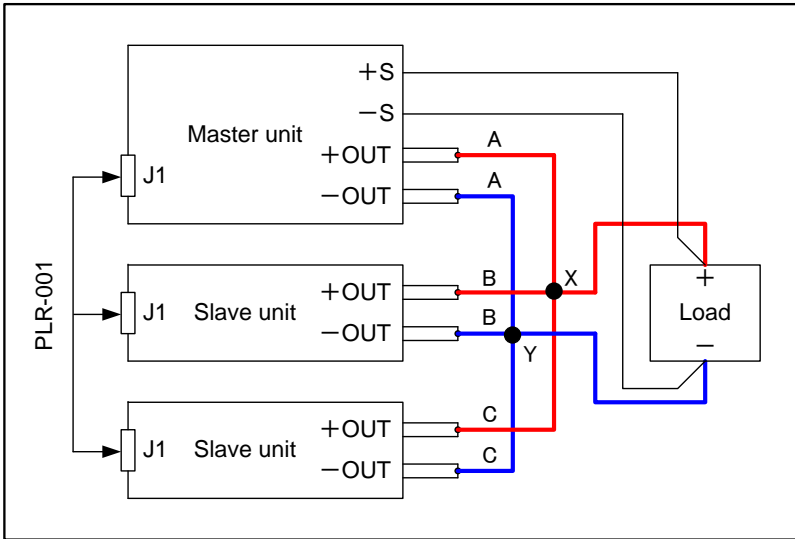 +S
−S
Master unit
A
+OUT
J1
A
−OUT
PLR-001
B
X
+OUT
J1
Slave unit
B
−OUT
Y
+
Load
−
C
+OUT
J1
Slave unit
C
−OUT